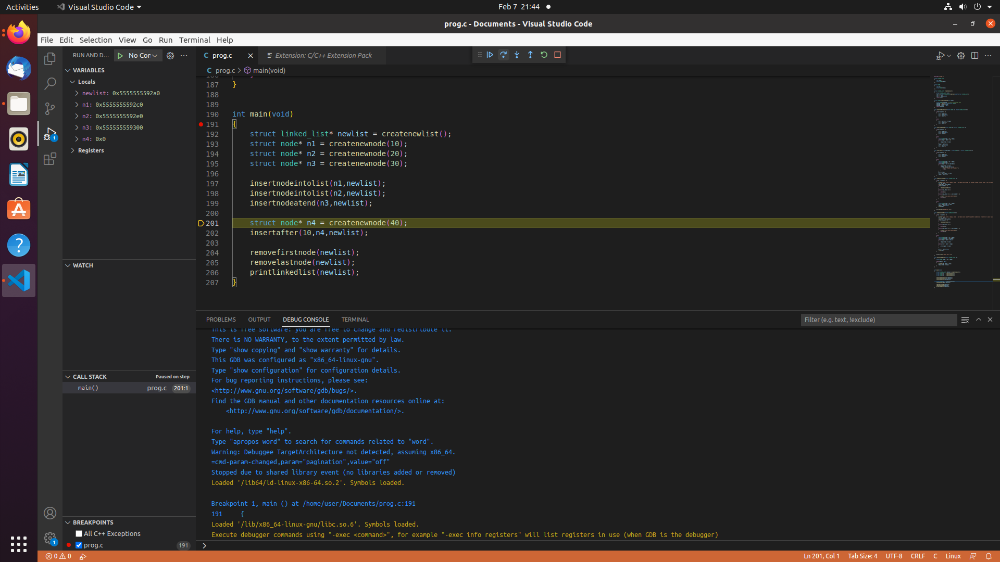 Activities
Visual Studio Code
Feb 7 21:44
prog.c - Documents - Visual Studio Code
File Edit Selection View Go Run Terminal Help
RUN AND D...
No Cor
prog.c
Extension: C/C++ Extension Pack
prog.c > main(void)
VARIABLES
Locals
newlist: 0x5555555592a0
n1: 0x5555555592c0
n2: 0x5555555592e0
n3: 0x555555559300
n4: 0x0
Registers
WATCH
CALL STACK
Paused on step
main()
prog.c
201:1
BREAKPOINTS
All C++ Exceptions
prog.c
191
187 }
188
189
190 int main(void)
191 {
192 struct linked_list* newlist = createnewlist();
193 struct node* n1 = createnewnode(10);
194 struct node* n2 = createnewnode(20);
195 struct node* n3 = createnewnode(30);
196
197 insertnodeintolist(n1,newlist);
198 insertnodeintolist(n2,newlist);
199 insertnodeatend(n3,newlist);
200
201 struct node* n4 = createnewnode(40);
202 insertafter(10,n4,newlist);
203
204 removefirstnode(newlist);
205 removelastnode(newlist);
206 printlinkedlist(newlist);
207 }
PROBLEMS OUTPUT DEBUG CONSOLE TERMINAL
Filter (e.g. text, !exclude)
This is free software: you are free to change and redistribute it.
There is NO WARRANTY, to the extent permitted by law.
Type "show copying" and "show warranty" for details.
This GDB was configured as "x86_64-linux-gnu".
Type "show configuration" for configuration details.
For bug reporting instructions, please see:
<http://www.gnu.org/software/gdb/bugs/>.
Find the GDB manual and other documentation resources online at:
<http://www.gnu.org/software/gdb/documentation/>.
For help, type "help".
Type "apropos word" to search for commands related to "word".
Warning: Debuggee TargetArchitecture not detected, assuming x86_64.
=cmd-param-changed,param="pagination",value="off"
Stopped due to shared library event (no libraries added or removed)
Loaded '/lib64/ld-linux-x86-64.so.2'. Symbols loaded.
Breakpoint 1, main () at /home/user/Documents/prog.c:191
191 {
Loaded '/lib/x86_64-linux-gnu/libc.so.6'. Symbols loaded.
Execute debugger commands using "-exec <command>", for example "-exec info registers" will list registers in use (when GDB is the debugger)
1
1
0 0
Ln 201, Col 1
Tab Size: 4
UTF-8
CRLF
C
Linux